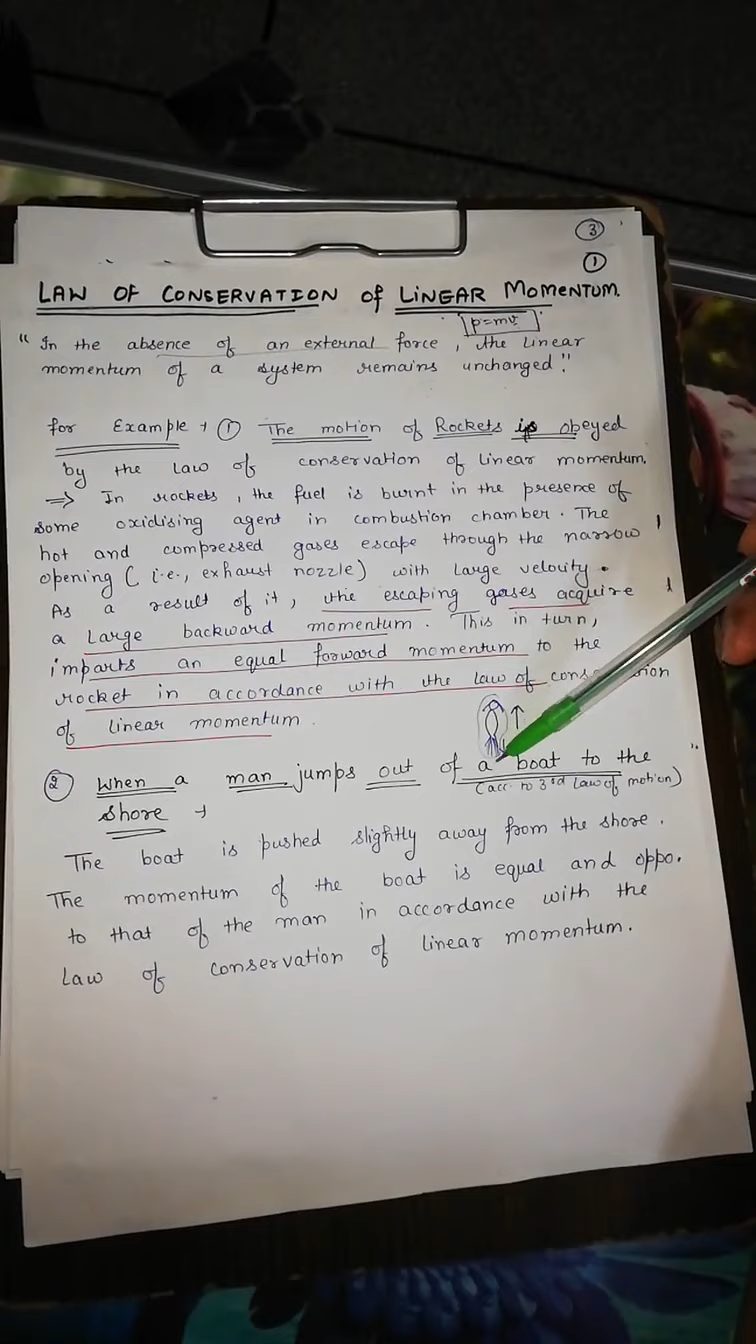 3
1
LAW OF CONSERVATION of LINEAR MOMENTUM.
p=mv
"In the absence of an external force, the linear
momentum of a system remains unchanged."
for Example → ① The motion of Rockets is obeyed
by the law of conservation of linear momentum.
⇒ In rockets, the fuel is burnt in the presence of
some oxidising agent in combustion chamber. The
hot and compressed gases escape through the narrow
opening (i.e., exhaust nozzle) with large velocity.
As a result of it, the escaping gases acquire
a large backward momentum. This in turn,
imparts an equal forward momentum to the
rocket in accordance with the law of
of linear momentum.
② When a man jumps out of a boat to the
(acc. to 3rd law of motion)
shore →
The boat is pushed slightly away from the shore.
The momentum of the boat is equal and oppo.
to that of the man in accordance with the
law of conservation of linear momentum.